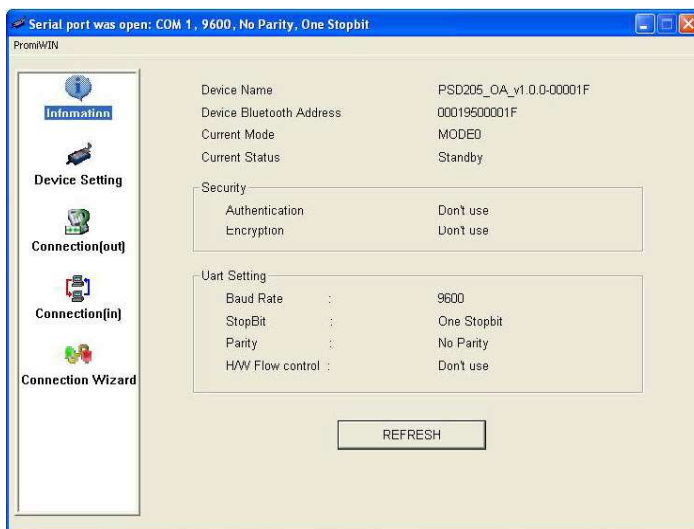 Serial port was open: COM 1, 9600, No Parity, One Stopbit
PromiWIN
Infomation
Device Setting
Connection(out)
Connection(in)
Connection Wizard
Device Name PSD205_OA_v1.0.0-00001F
Device Bluetooth Address 00019500001F
Current Mode MODE0
Current Status Standby
Security
Authentication Don't use
Encryption Don't use
Uart Setting
Baud Rate : 9600
StopBit : One Stopbit
Parity : No Parity
H/W Flow control : Don't use
REFRESH